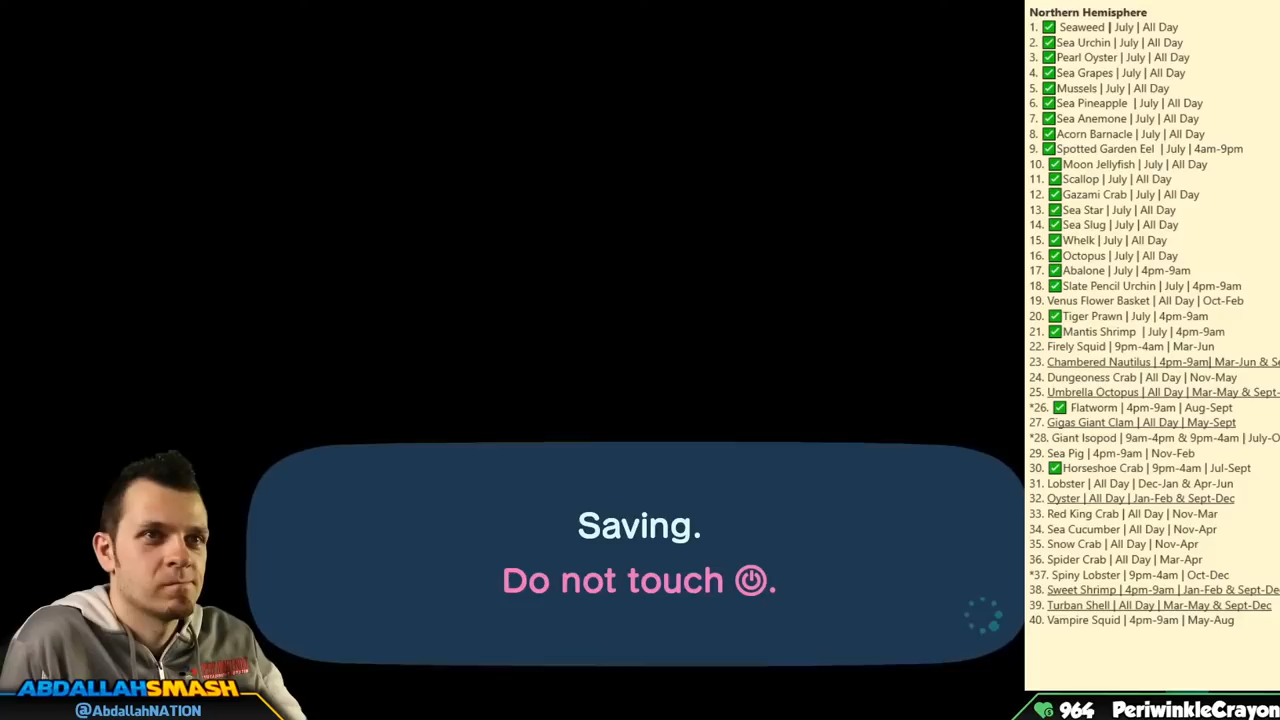 Northern Hemisphere
1. ✅ Seaweed | July | All Day
2. ✅Sea Urchin | July | All Day
3. ✅Pearl Oyster | July | All Day
4. ✅Sea Grapes | July | All Day
5. ✅Mussels | July | All Day
6. ✅Sea Pineapple | July | All Day
7. ✅Sea Anemone | July | All Day
8. ✅Acorn Barnacle | July | All Day
9. ✅Spotted Garden Eel | July | 4am-9pm
10. ✅Moon Jellyfish | July | All Day
11. ✅Scallop | July | All Day
12. ✅Gazami Crab | July | All Day
13. ✅Sea Star | July | All Day
14. ✅Sea Slug | July | All Day
15. ✅Whelk | July | All Day
16. ✅Octopus | July | All Day
17. ✅Abalone | July | 4pm-9am
18. ✅Slate Pencil Urchin | July | 4pm-9am
19. Venus Flower Basket | All Day | Oct-Feb
20. ✅Tiger Prawn | July | 4pm-9am
21. ✅Mantis Shrimp | July | 4pm-9am
22. Firely Squid | 9pm-4am | Mar-Jun
23. Chambered Nautilus | 4pm-9am| Mar-Jun & Se
24. Dungeoness Crab | All Day | Nov-May
25. Umbrella Octopus | All Day | Mar-May & Sept-
*26. ✅ Flatworm | 4pm-9am | Aug-Sept
27. Gigas Giant Clam | All Day | May-Sept
*28. Giant Isopod | 9am-4pm & 9pm-4am | July-O
29. Sea Pig | 4pm-9am | Nov-Feb
30. ✅Horseshoe Crab | 9pm-4am | Jul-Sept
31. Lobster | All Day | Dec-Jan & Apr-Jun
32. Oyster | All Day | Jan-Feb & Sept-Dec
33. Red King Crab | All Day | Nov-Mar
34. Sea Cucumber | All Day | Nov-Apr
35. Snow Crab | All Day | Nov-Apr
36. Spider Crab | All Day | Mar-Apr
*37. Spiny Lobster | 9pm-4am | Oct-Dec
38. Sweet Shrimp | 4pm-9am | Jan-Feb & Sept-De
39. Turban Shell | All Day | Mar-May & Sept-Dec
40. Vampire Squid | 4pm-9am | May-Aug
Saving.
Do not touch ⏻.
ABDALLAHSMASH
@AbdallahNATION
964 PeriwinkleCrayon